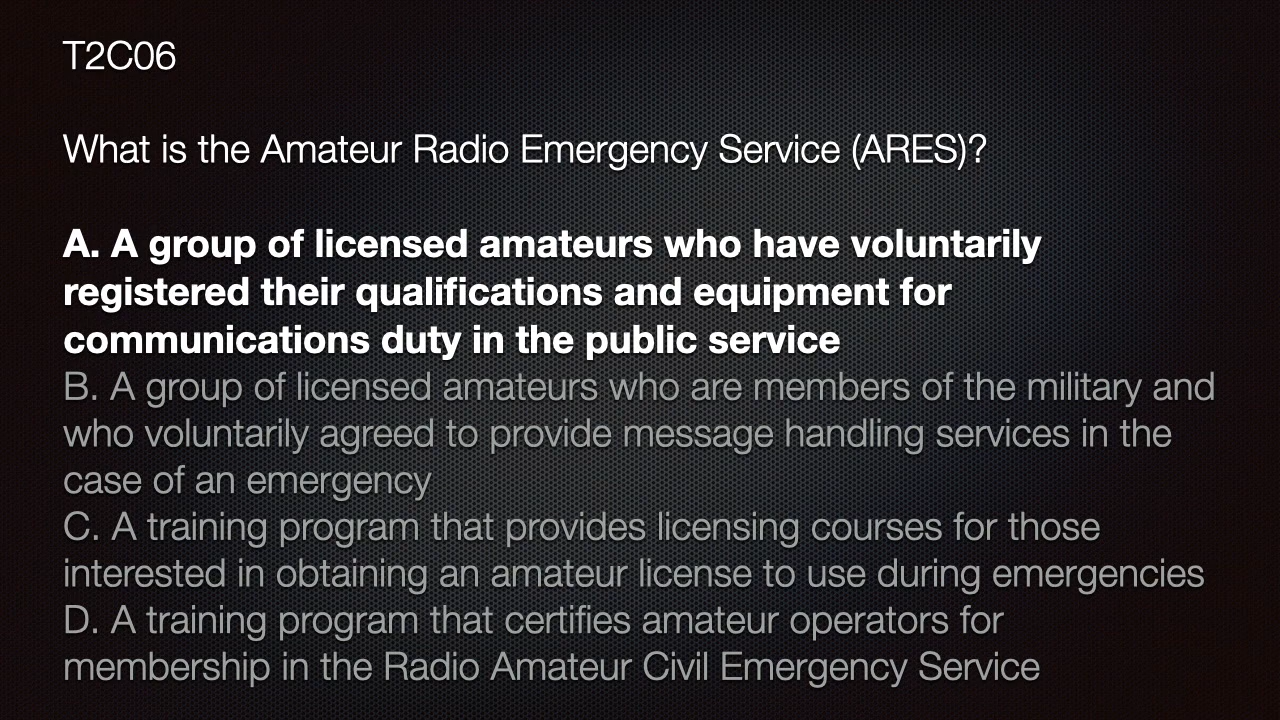 T2C06
What is the Amateur Radio Emergency Service (ARES)?
A. A group of licensed amateurs who have voluntarily
registered their qualifications and equipment for
communications duty in the public service
B. A group of licensed amateurs who are members of the military and
who voluntarily agreed to provide message handling services in the
case of an emergency
C. A training program that provides licensing courses for those
interested in obtaining an amateur license to use during emergencies
D. A training program that certifies amateur operators for
membership in the Radio Amateur Civil Emergency Service